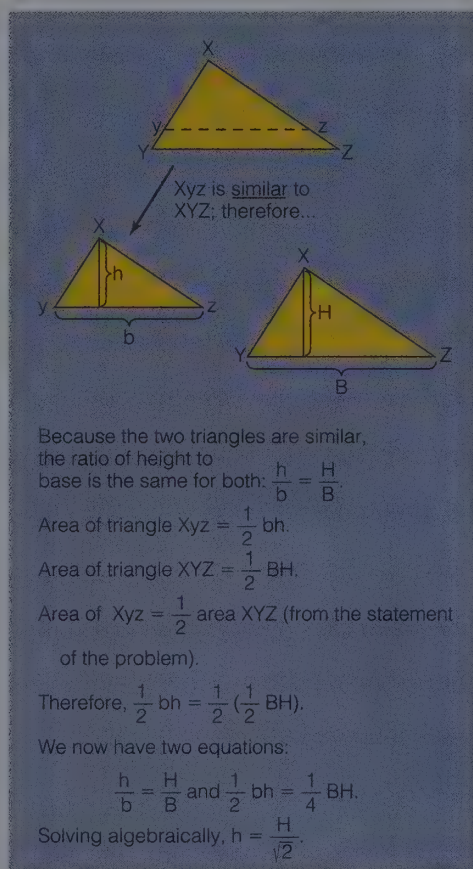 X
y z
Y Z
Xyz is similar to
XYZ; therefore...
X
h
y z
b
X
H
Y Z
B
Because the two triangles are similar,
the ratio of height to
base is the same for both: h/b = H/B.
Area of triangle Xyz = 1/2 bh.
Area of triangle XYZ = 1/2 BH.
Area of Xyz = 1/2 area XYZ (from the statement
of the problem).
Therefore, 1/2 bh = 1/2 (1/2 BH).
We now have two equations:
h/b = H/B and 1/2 bh = 1/4 BH.
Solving algebraically, h = H/√2.